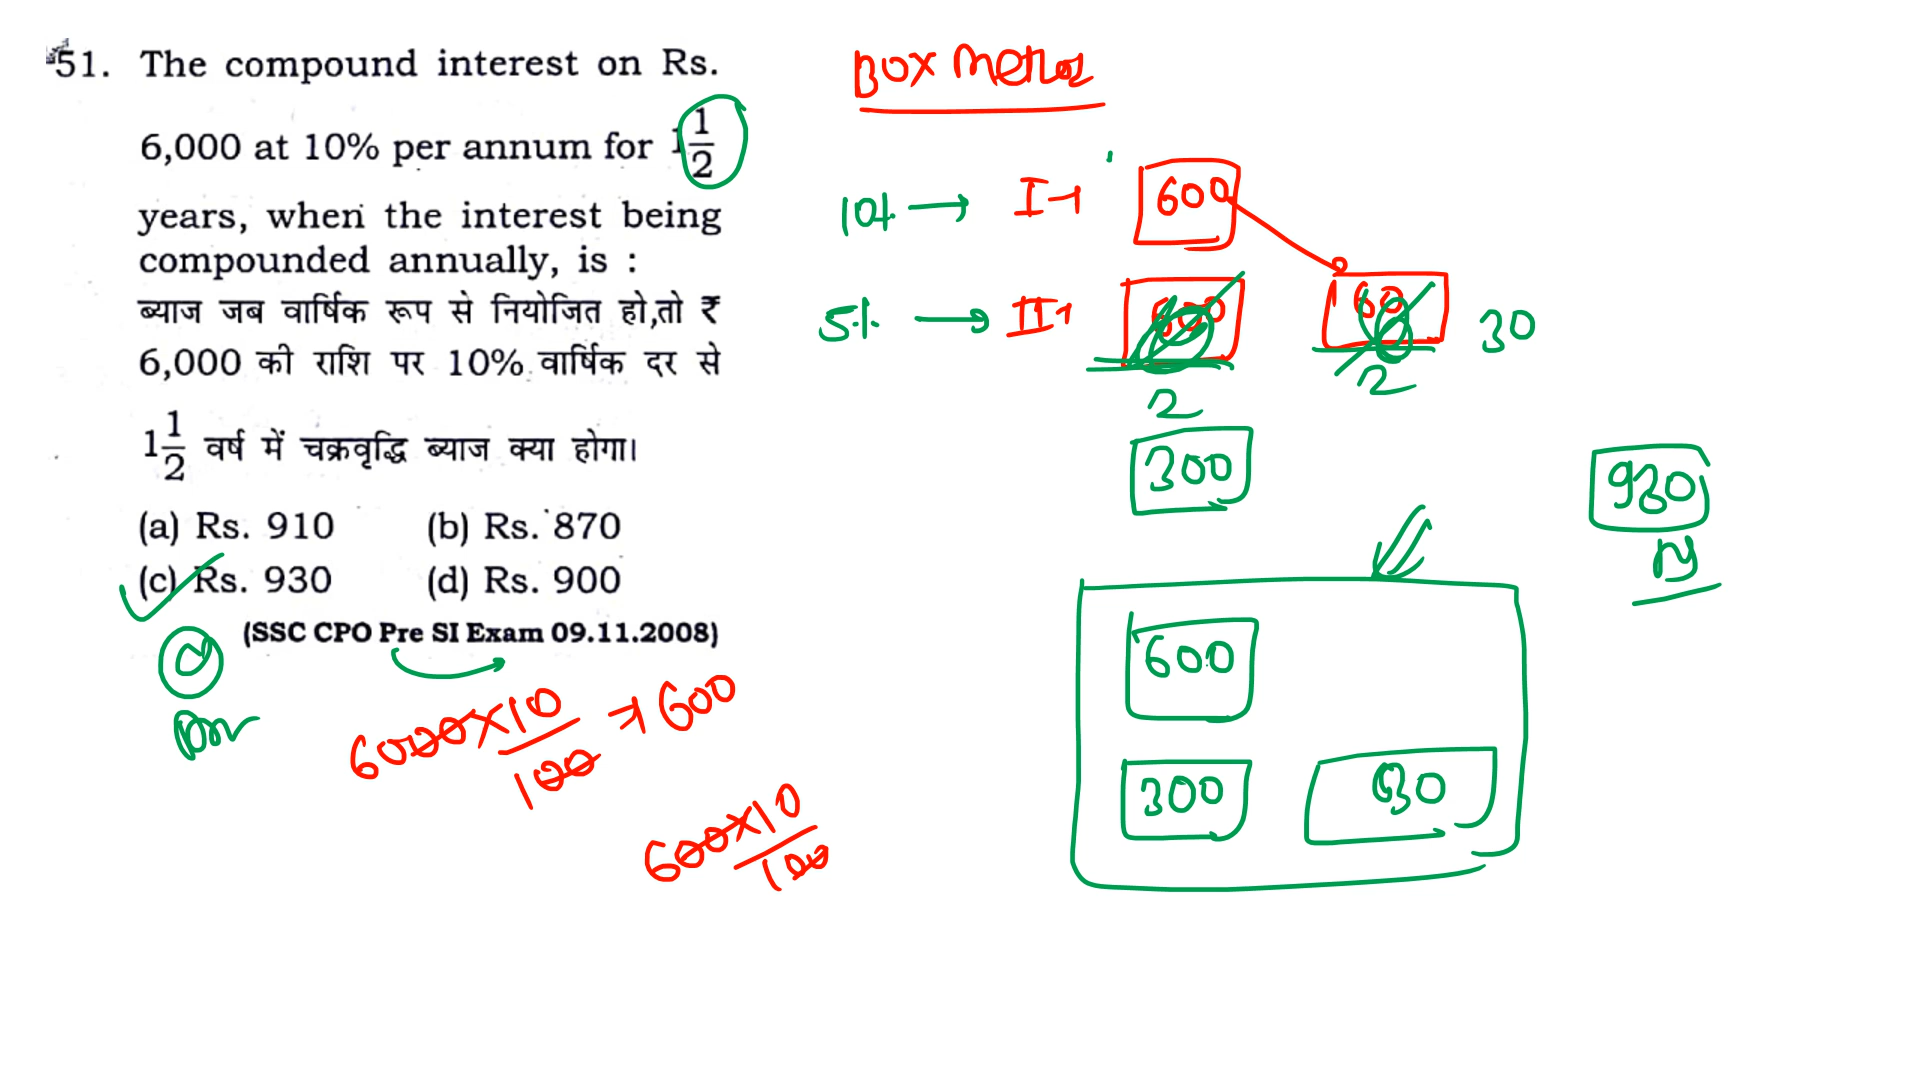 51. The compound interest on Rs.
6,000 at 10% per annum for 1 1/2
years, when the interest being
compounded annually, is :
ब्याज जब वार्षिक रूप से नियोजित हो,तो ₹
6,000 की राशि पर 10% वार्षिक दर से
1 1/2 वर्ष में चक्रवृद्धि ब्याज क्या होगा।
(a) Rs. 910 (b) Rs. 870
(c) Rs. 930 (d) Rs. 900
(SSC CPO Pre SI Exam 09.11.2008)
6000×10/100 → 600
600×10/100
10% → I-1 600
5% → II-1 600/2 60/2 30
300
930
600
300 30